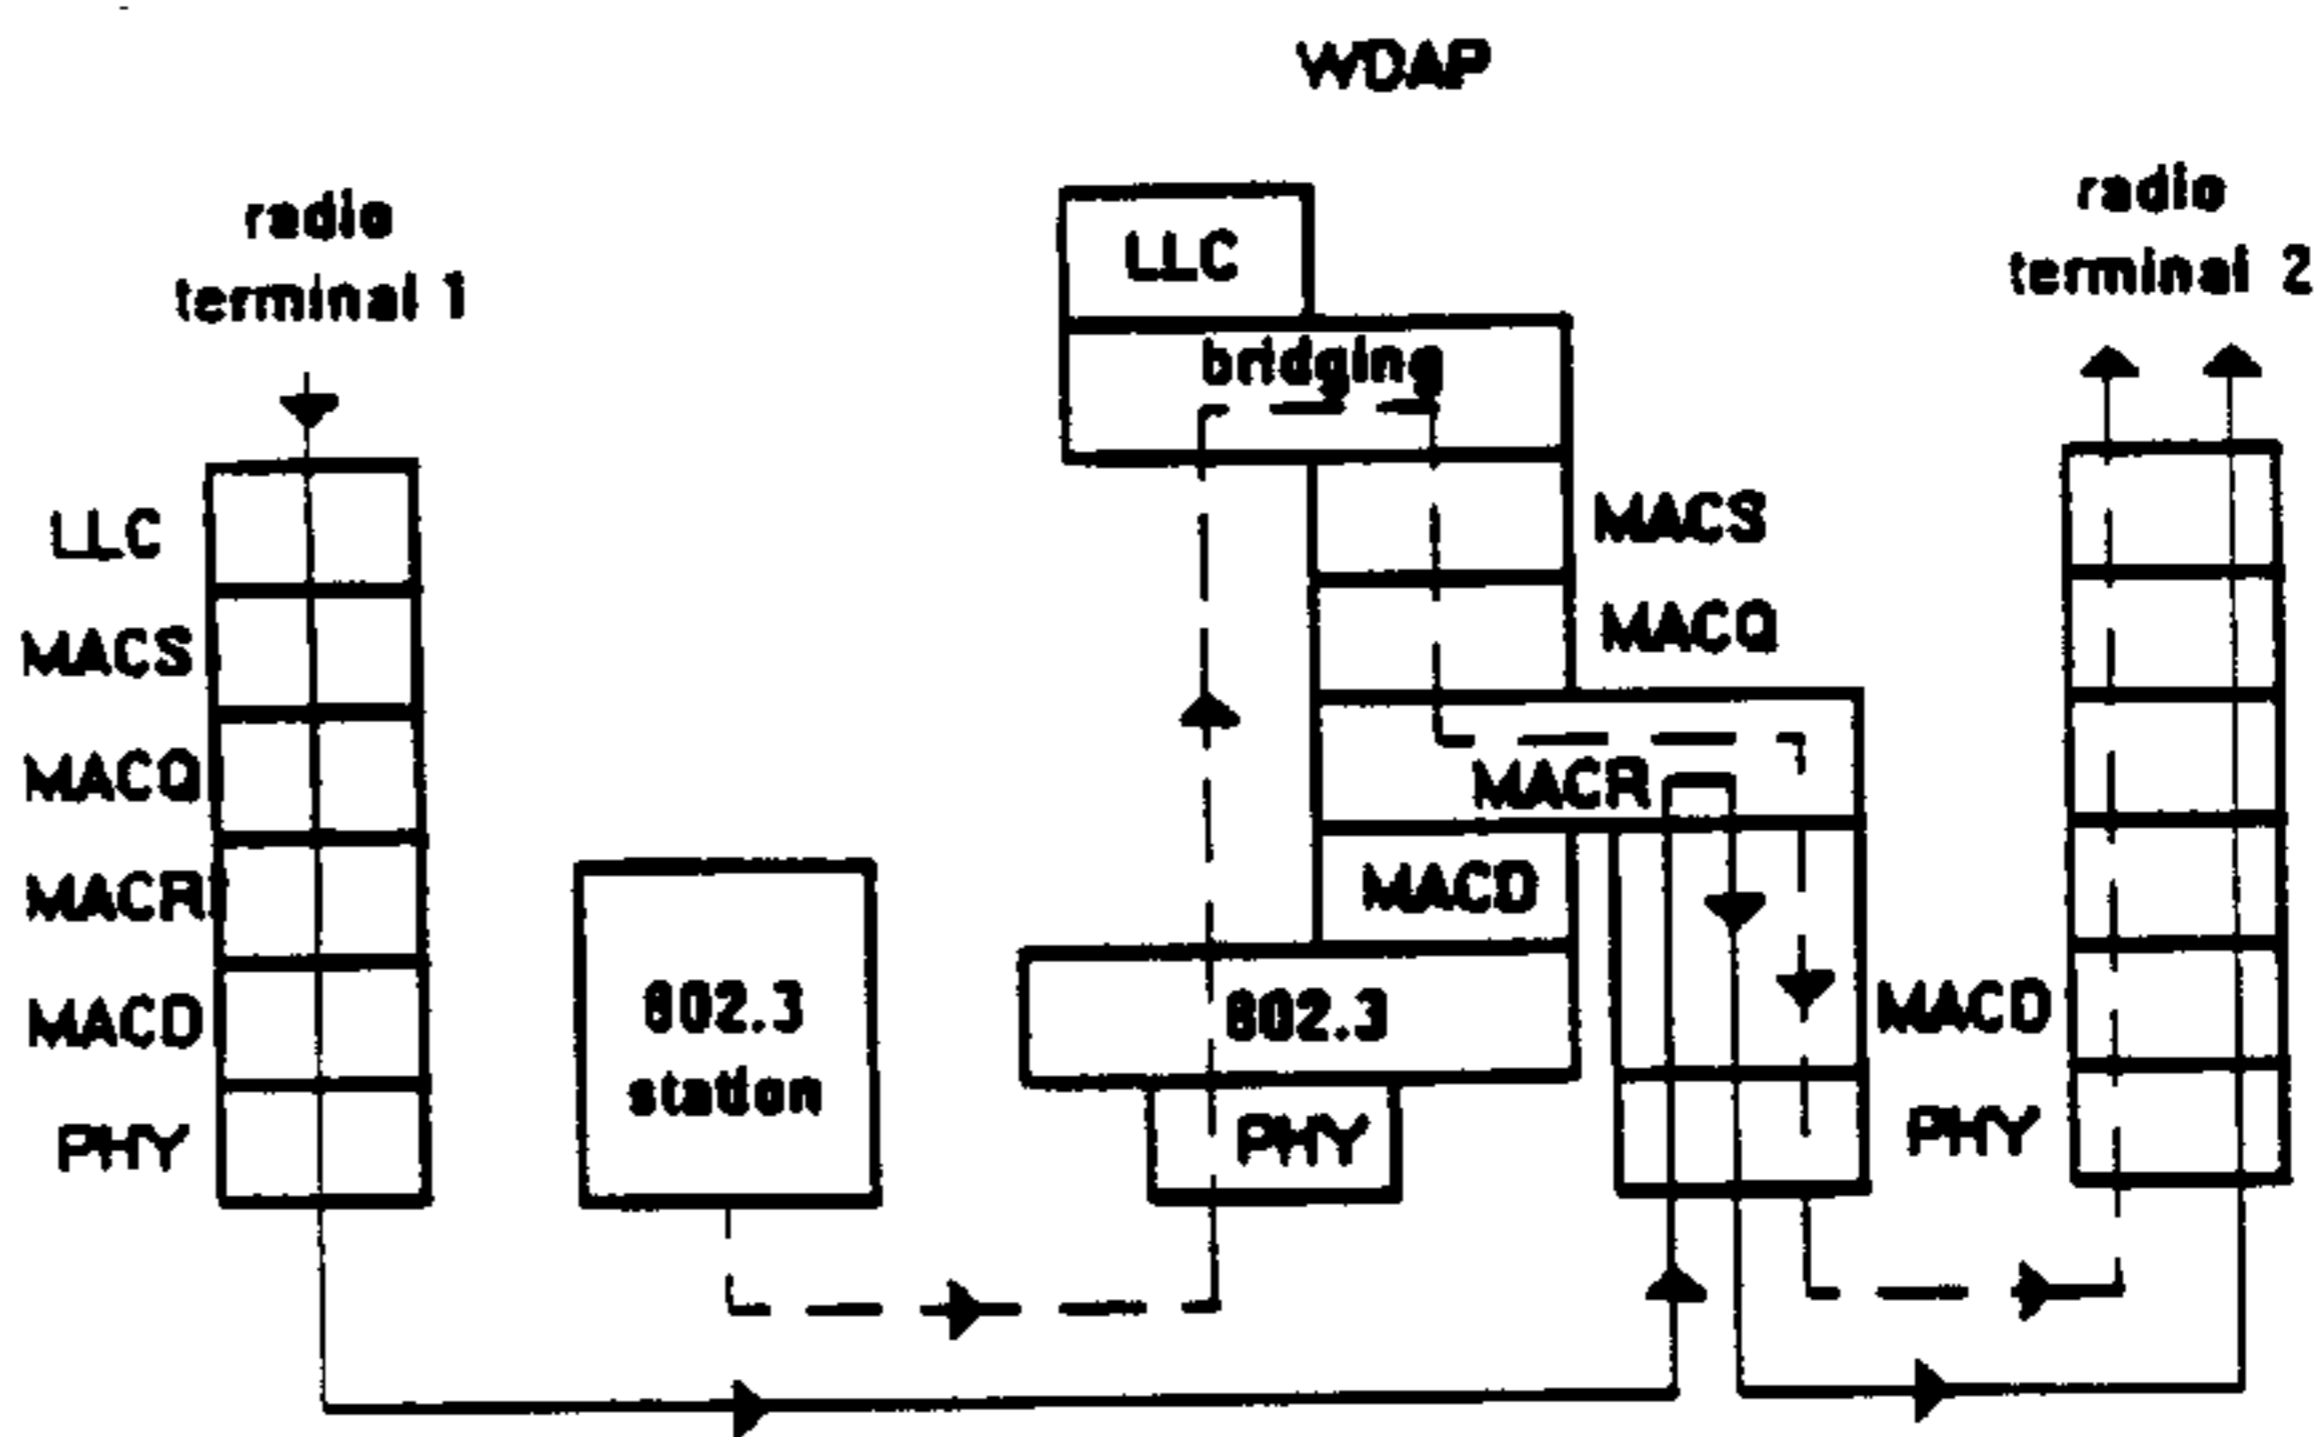 WDAP
radio
terminal 1
radio
terminal 2
LLC
bridging
LLC
MACS
MACQ
MACR
MACD
PHY
MACS
MACQ
MACR
MACD
802.3
station
802.3
PHY
MACD
PHY